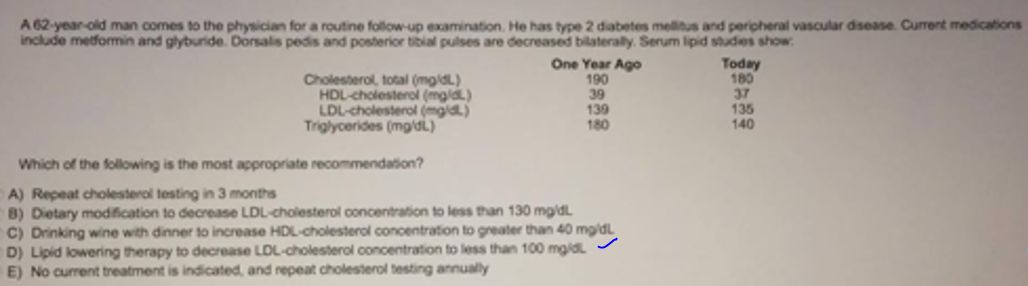 A 62-year-old man comes to the physician for a routine follow-up examination. He has type 2 diabetes mellitus and peripheral vascular disease. Current medications
include metformin and glyburide. Dorsalis pedis and posterior tibial pulses are decreased bilaterally. Serum lipid studies show:
One Year Ago Today
Cholesterol, total (mg/dL) 190 180
HDL-cholesterol (mg/dL) 39 37
LDL-cholesterol (mg/dL) 139 135
Triglycerides (mg/dL) 180 140
Which of the following is the most appropriate recommendation?
A) Repeat cholesterol testing in 3 months
B) Dietary modification to decrease LDL-cholesterol concentration to less than 130 mg/dL
C) Drinking wine with dinner to increase HDL-cholesterol concentration to greater than 40 mg/dL
D) Lipid lowering therapy to decrease LDL-cholesterol concentration to less than 100 mg/dL
E) No current treatment is indicated, and repeat cholesterol testing annually